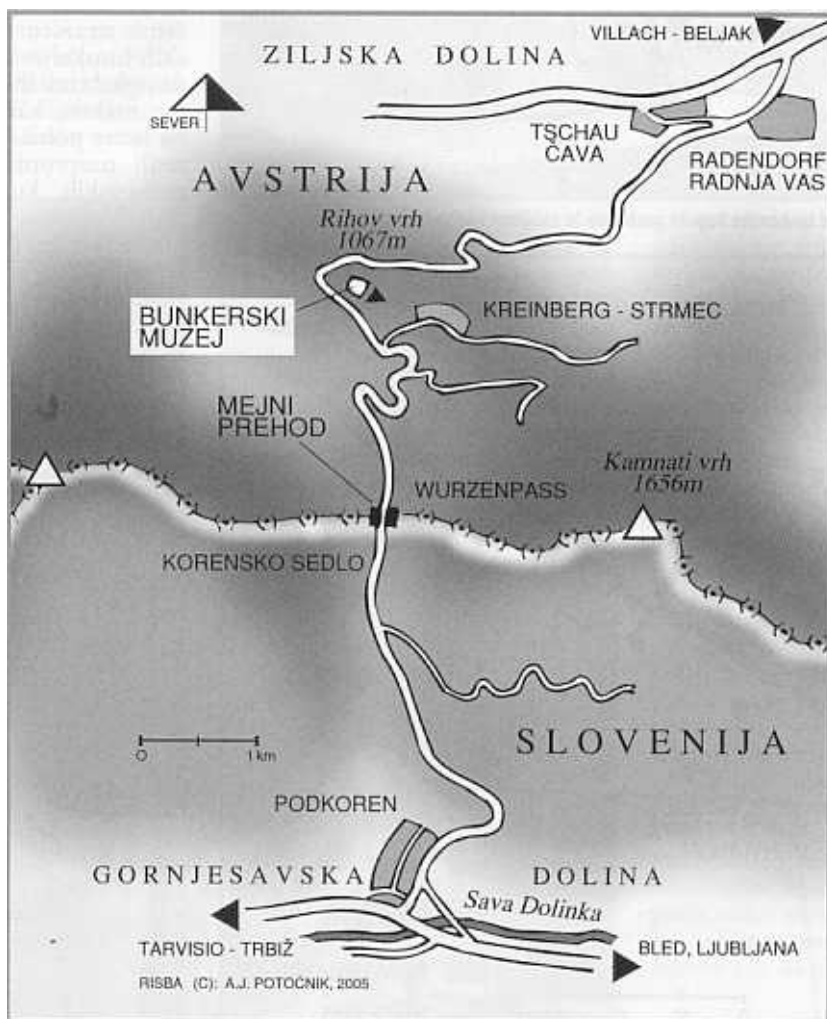 VILLACH - BELJAK
ZILJSKA DOLINA
SEVER
TSCHAU
ČAVA
RADENDORF
RADNJA VAS
AVSTRIJA
Rihov vrh
1067m
BUNKERSKI
MUZEJ
KREINBERG - STRMEC
MEJNI
PREHOD
Kamnati vrh
1656m
WURZENPASS
KORENSKO SEDLO
SLOVENIJA
O 1 km
PODKOREN
GORNJESAVSKA DOLINA
Sava Dolinka
TARVISIO - TRBIŽ
BLED, LJUBLJANA
RISBA (C): A.J. POTOČNIK, 2005